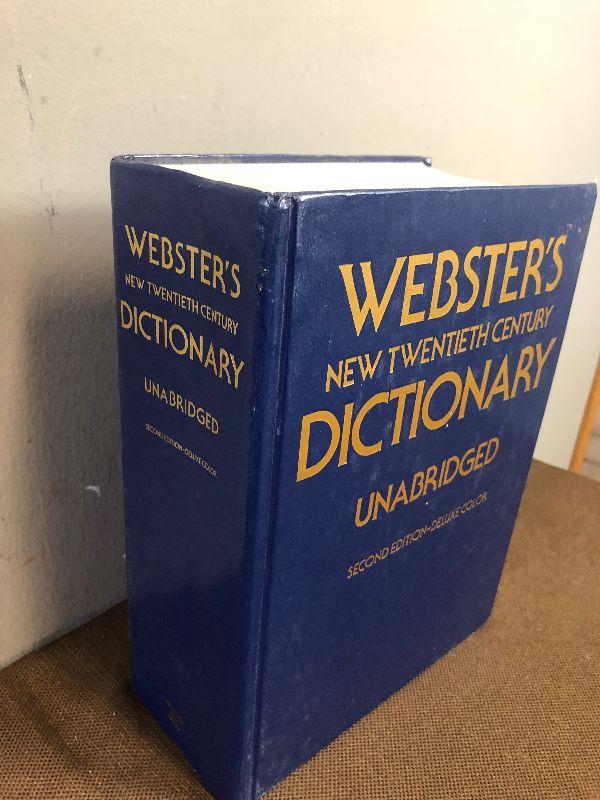 WEBSTER'S
NEW TWENTIETH CENTURY
DICTIONARY
UNABRIDGED
SECOND EDITION-DELUXE COLOR
WEBSTER'S
NEW TWENTIETH CENTURY
DICTIONARY
UNABRIDGED
SECOND EDITION-DELUXE COLOR